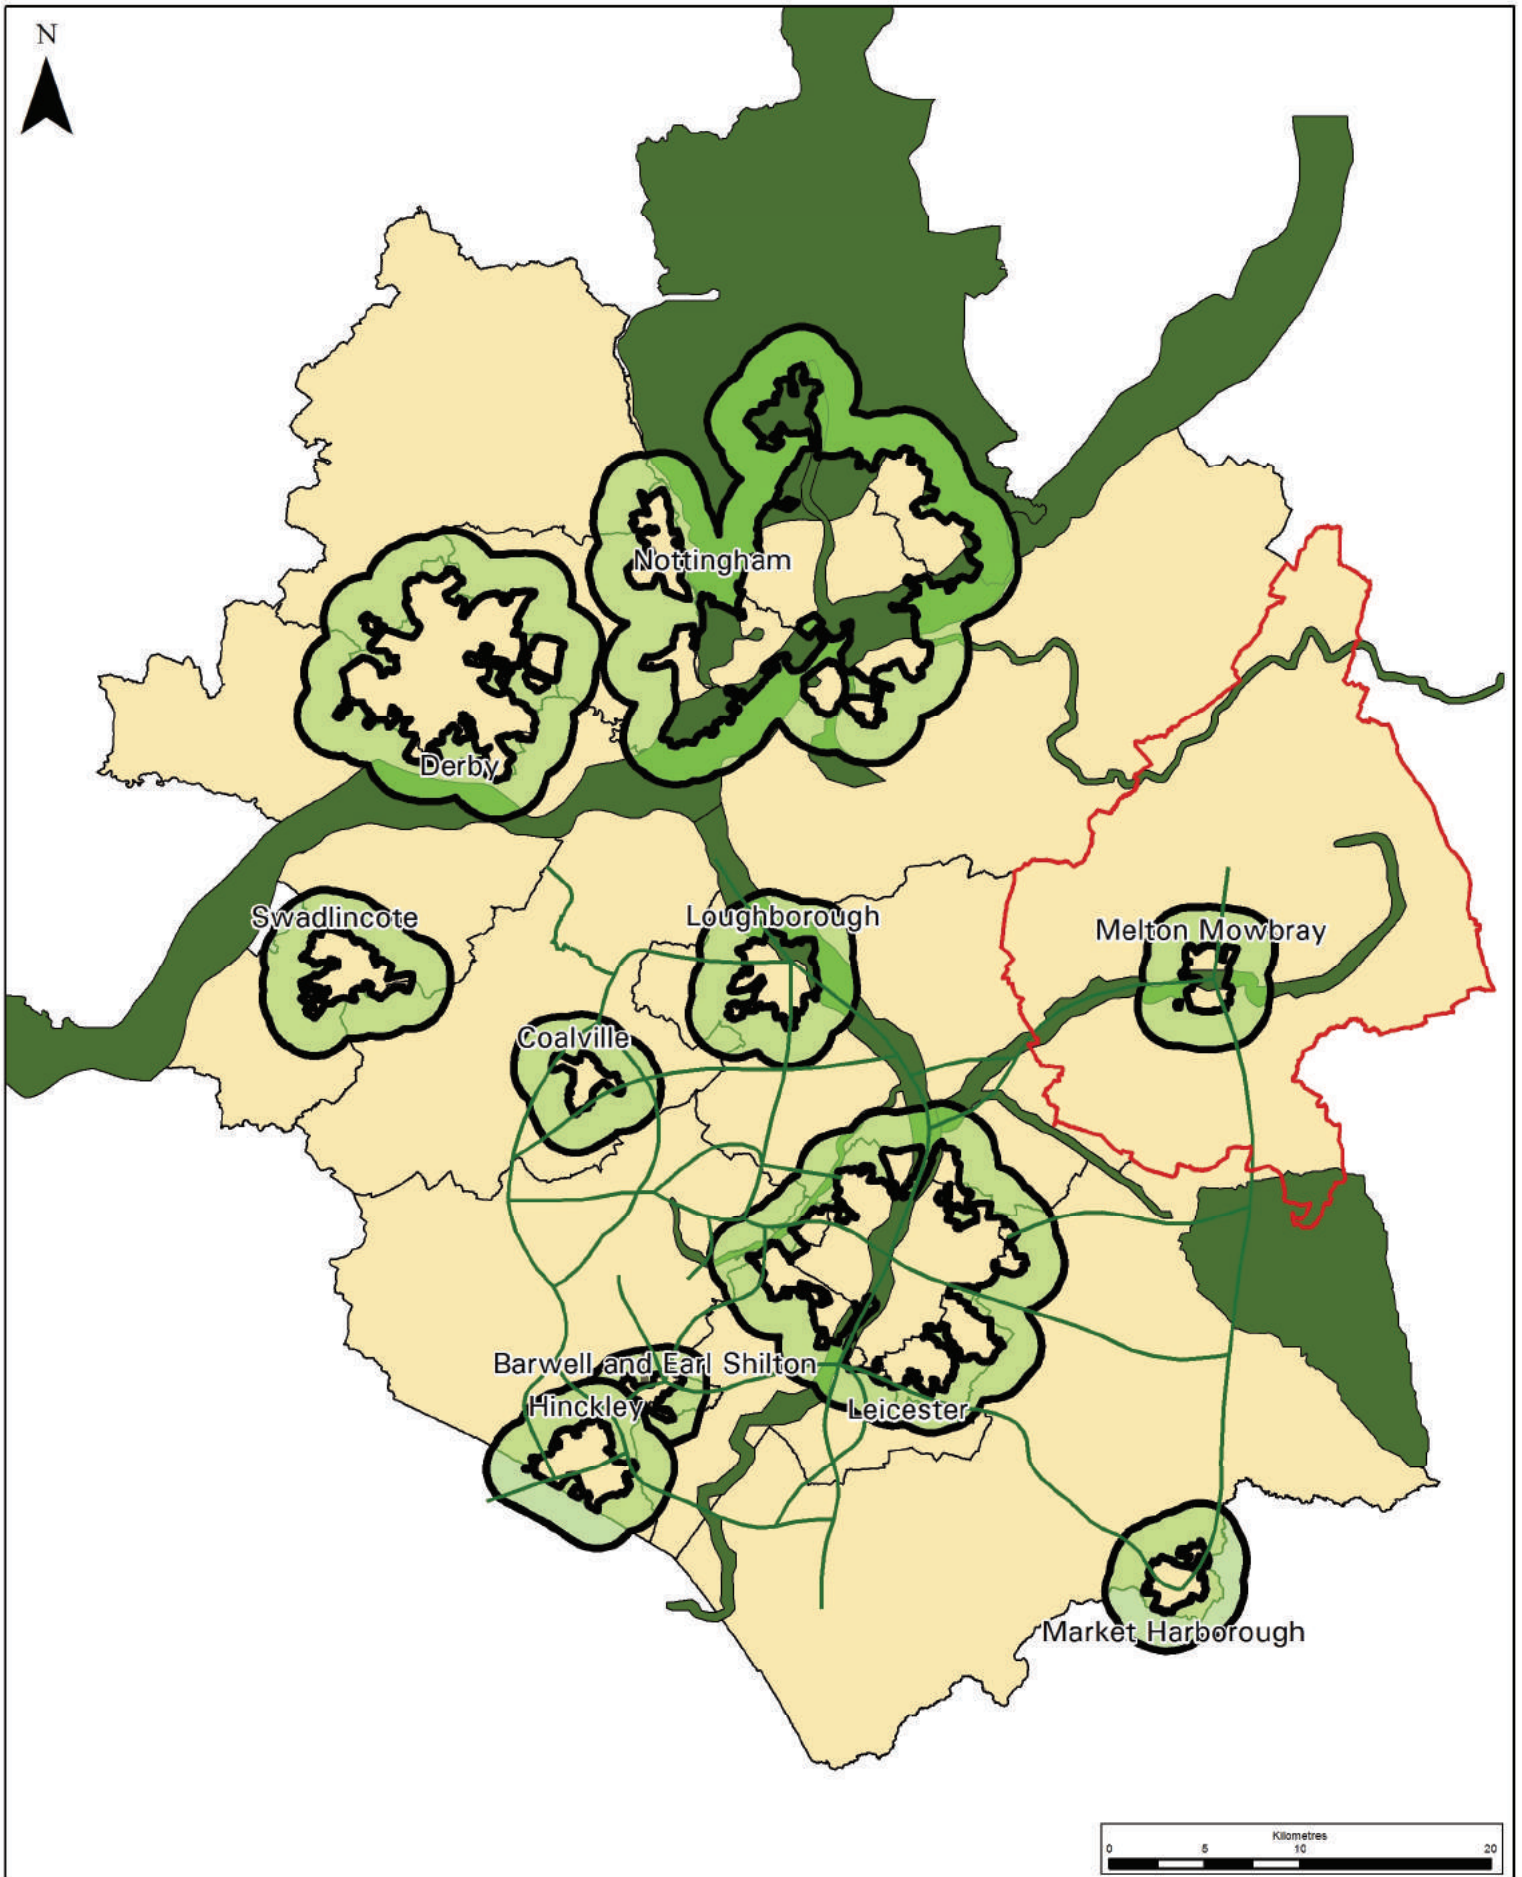 N
Nottingham
Derby
Swadlincote
Loughborough
Melton Mowbray
Coalville
Barwell and Earl Shilton
Hinckley
Leicester
Market Harborough
Kilometres
0 5 10 20